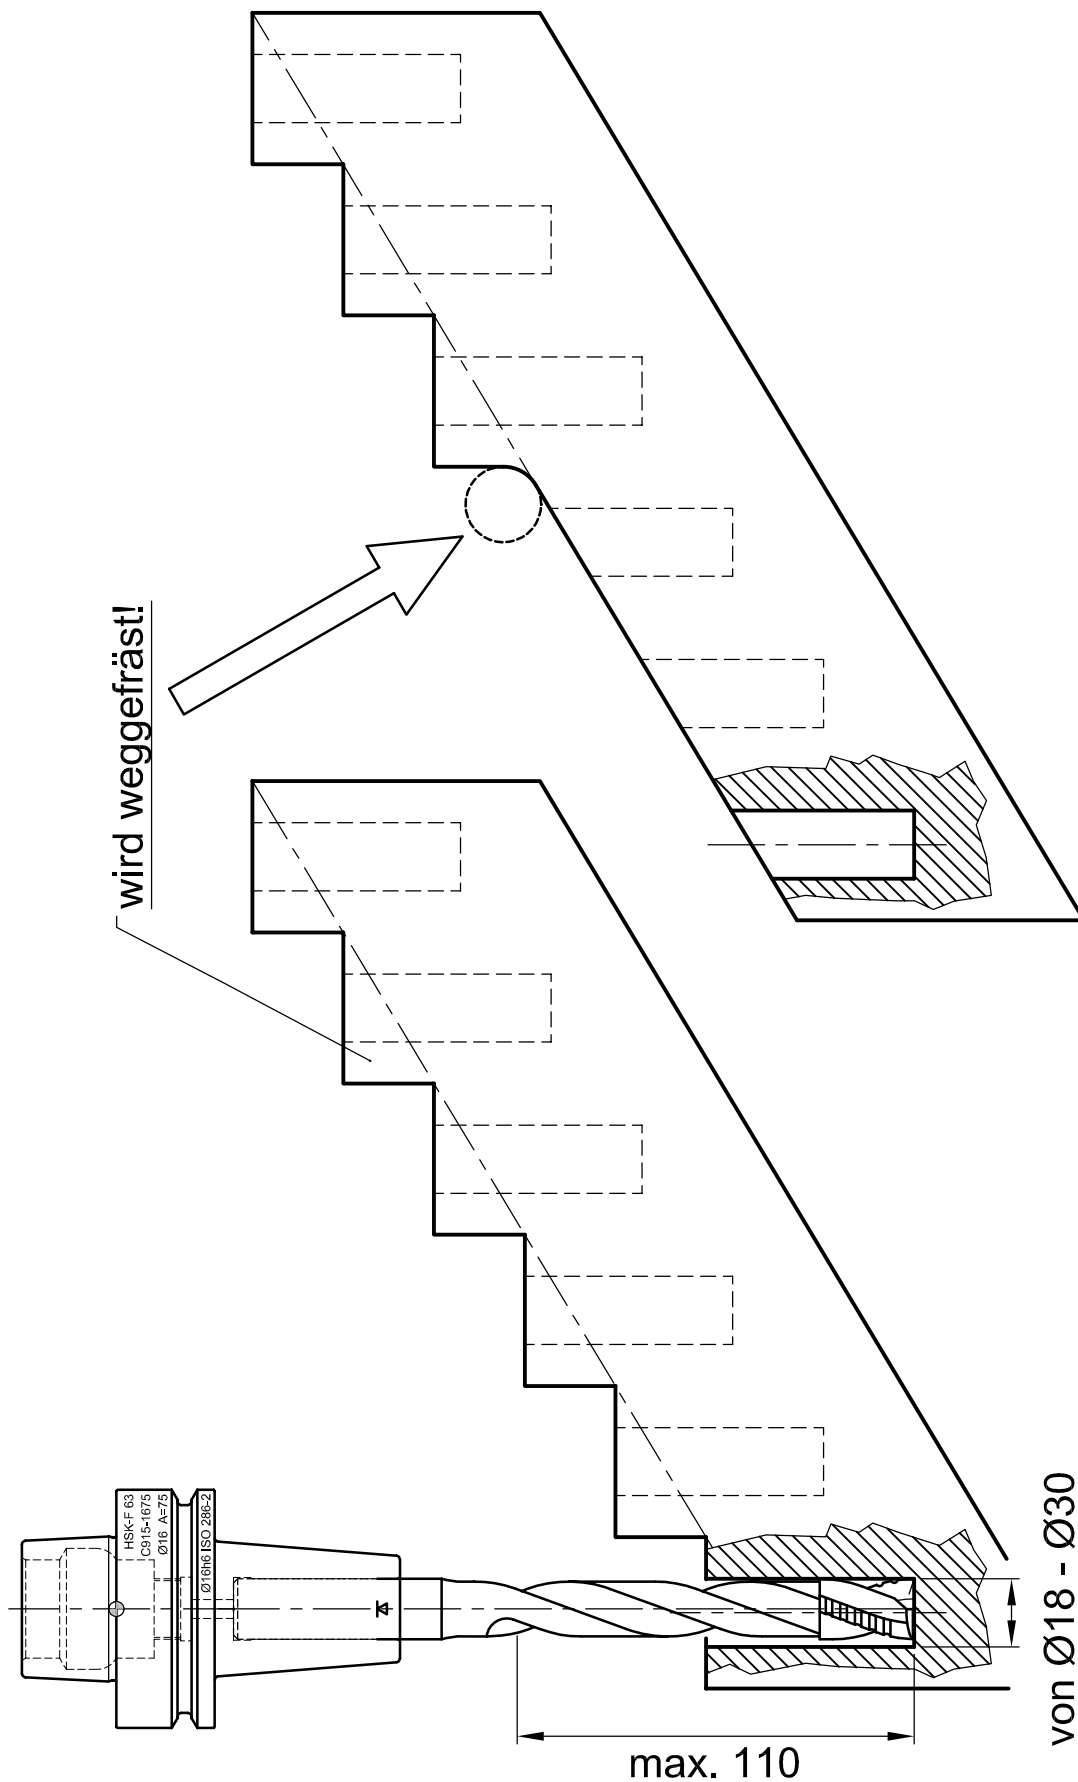 wird weggefräst!
HSK-F 63
C915-1675
Ø16 A=75
Ø16h6 ISO 286-2
max. 110
von Ø18 - Ø30